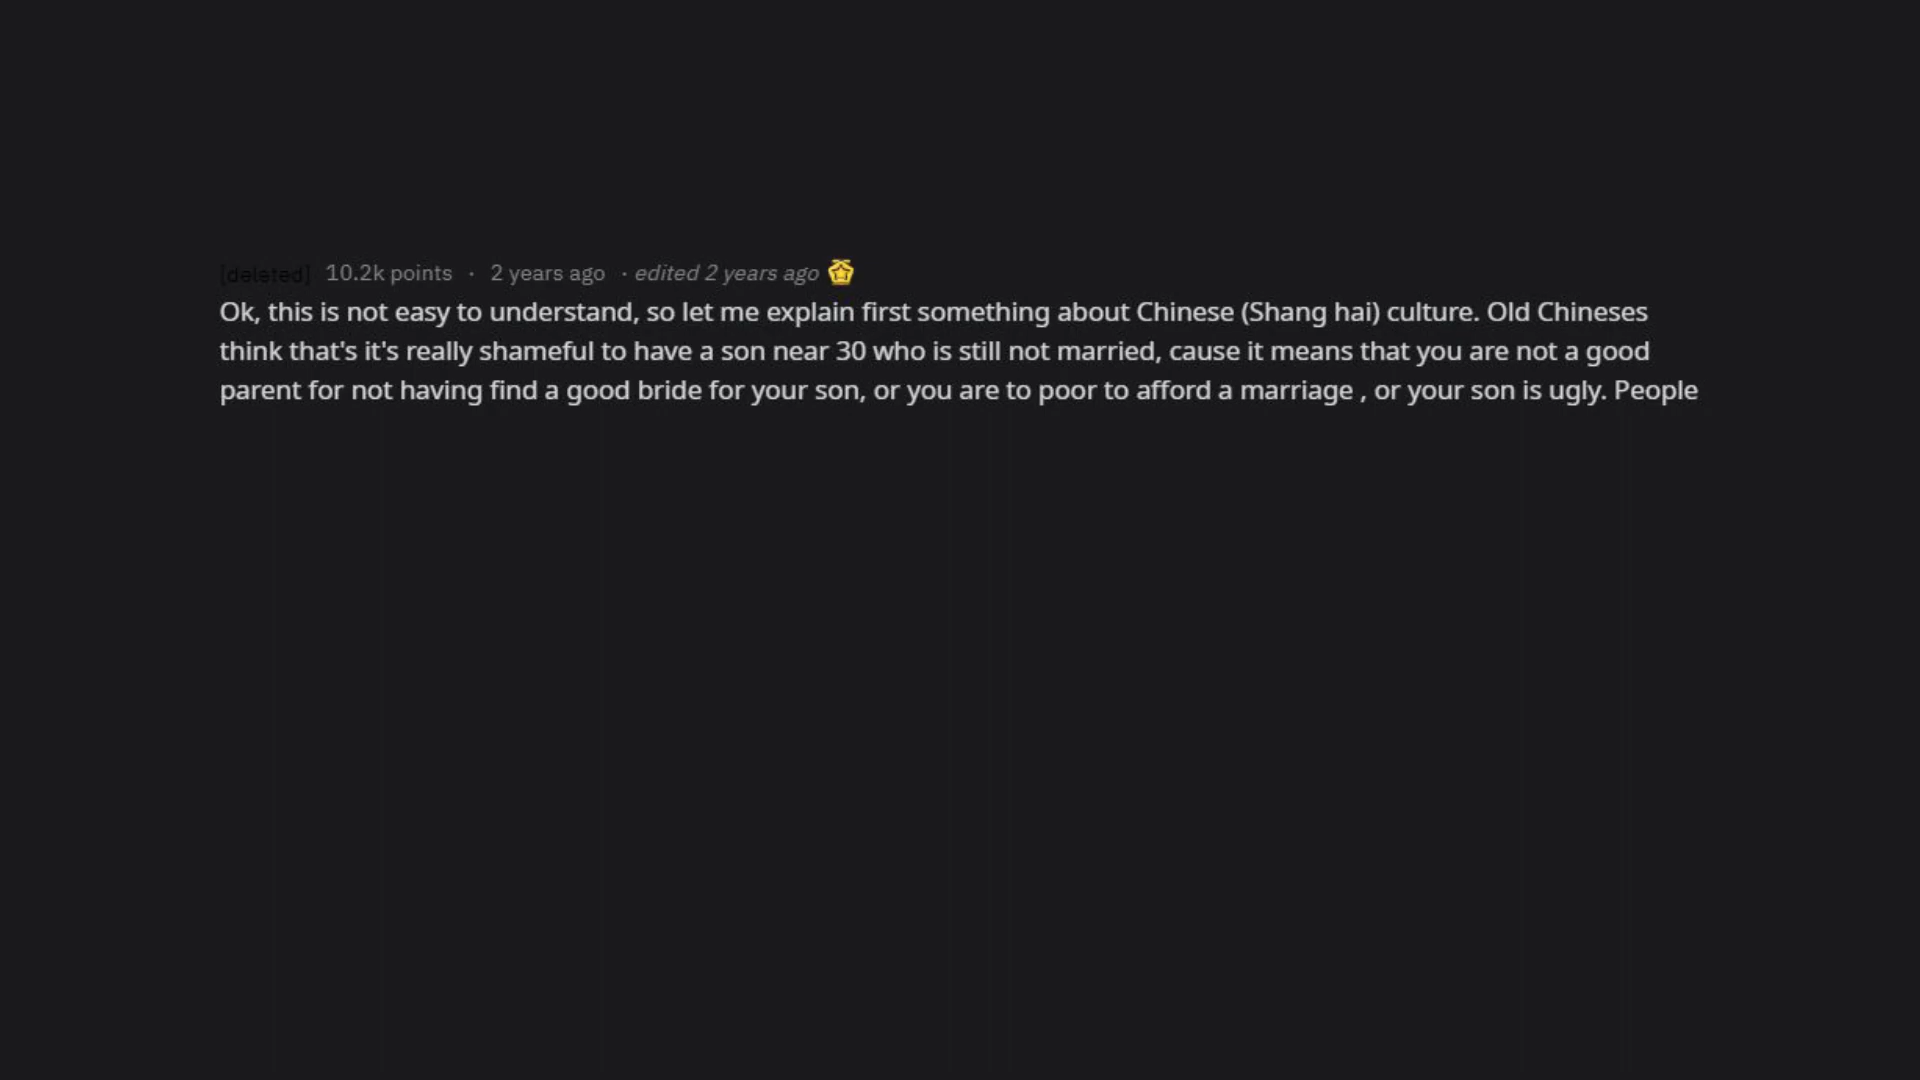 [deleted] 10.2k points · 2 years ago · edited 2 years ago
Ok, this is not easy to understand, so let me explain first something about Chinese (Shang hai) culture. Old Chineses
think that's it's really shameful to have a son near 30 who is still not married, cause it means that you are not a good
parent for not having find a good bride for your son, or you are to poor to afford a marriage , or your son is ugly. People